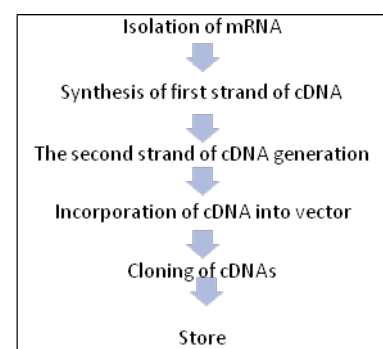 Isolation of mRNA
Synthesis of first strand of cDNA
The second strand of cDNA generation
Incorporation of cDNA into vector
Cloning of cDNAs
Store